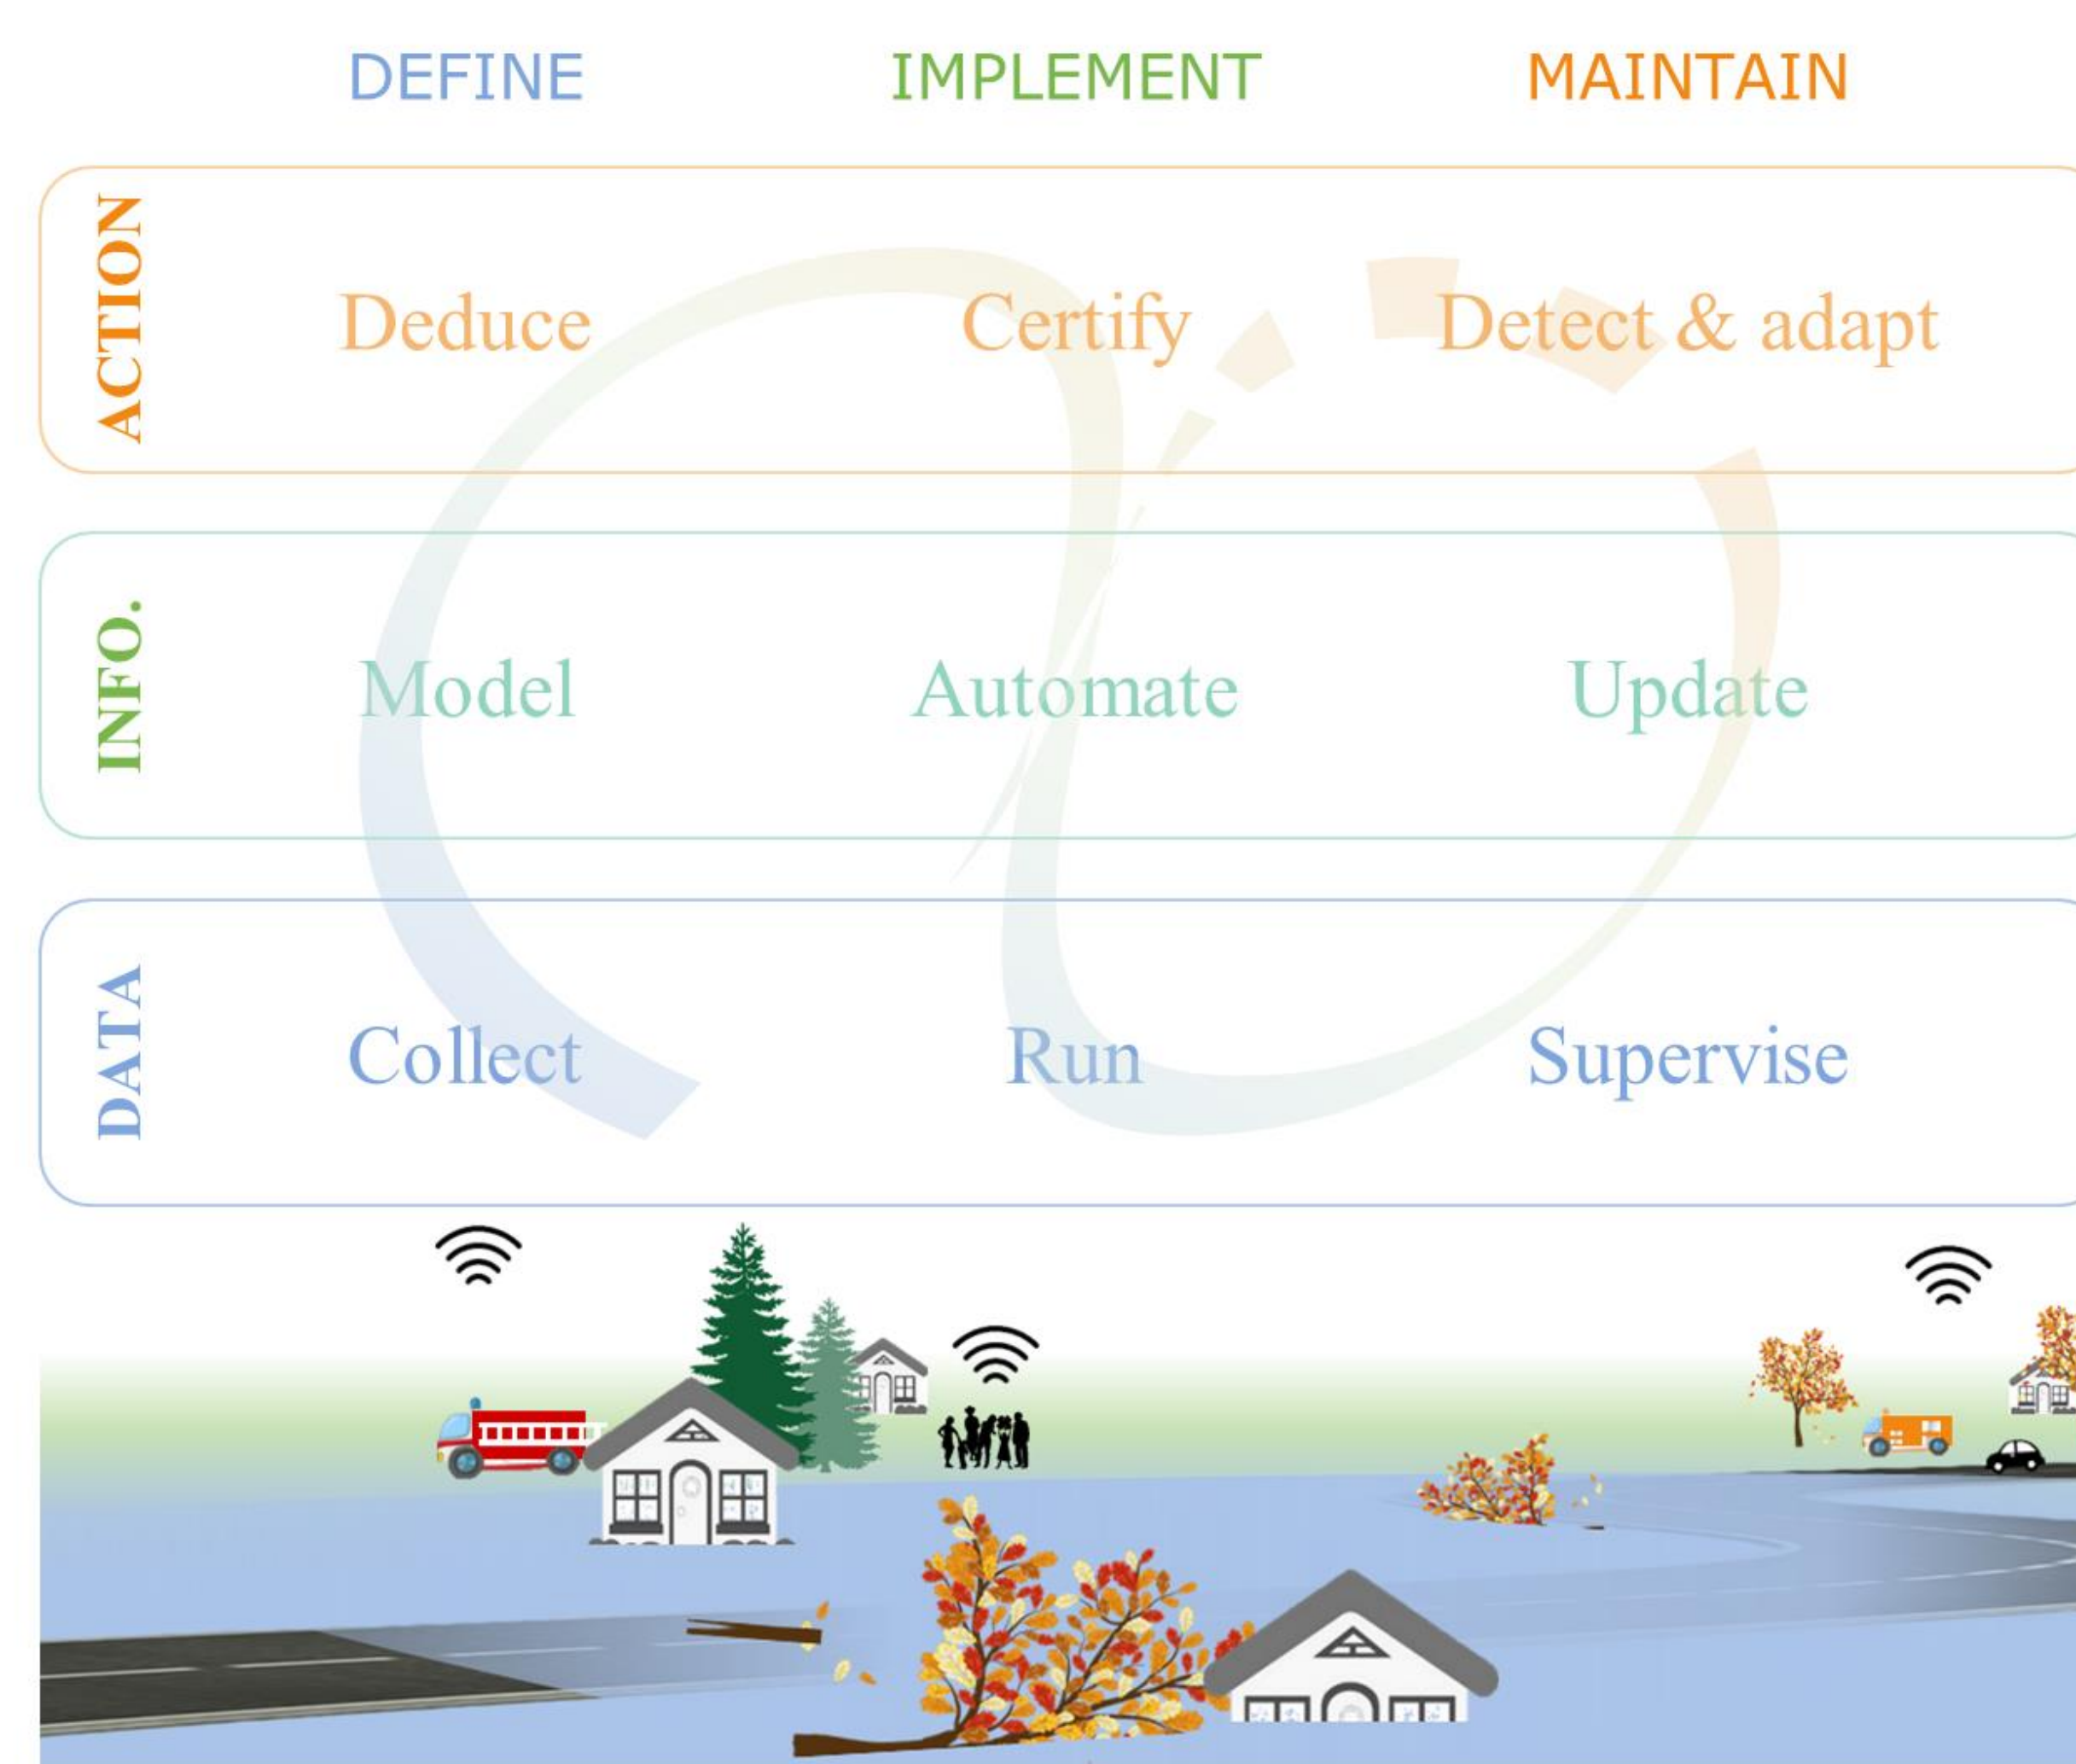 DEFINE IMPLEMENT MAINTAIN
ACTION
Deduce Certify Detect & adapt
INFO.
Model Automate Update
DATA
Collect Run Supervise